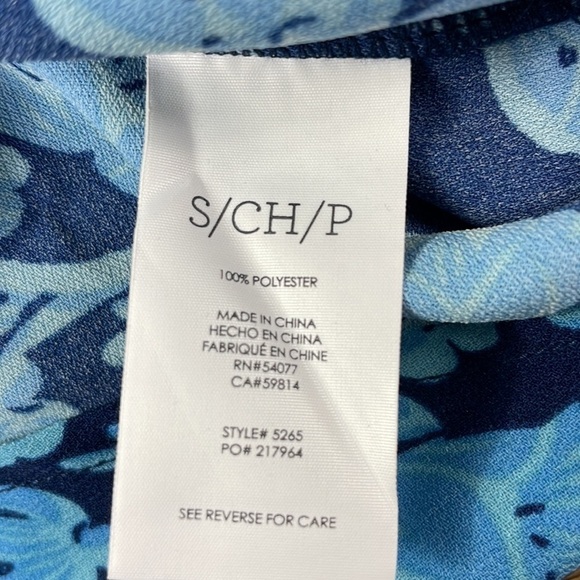 S/CH/P
100% POLYESTER
MADE IN CHINA
HECHO EN CHINA
FABRIQUÉ EN CHINE
RN#54077
CA#59814
STYLE# 5265
PO# 217964
SEE REVERSE FOR CARE